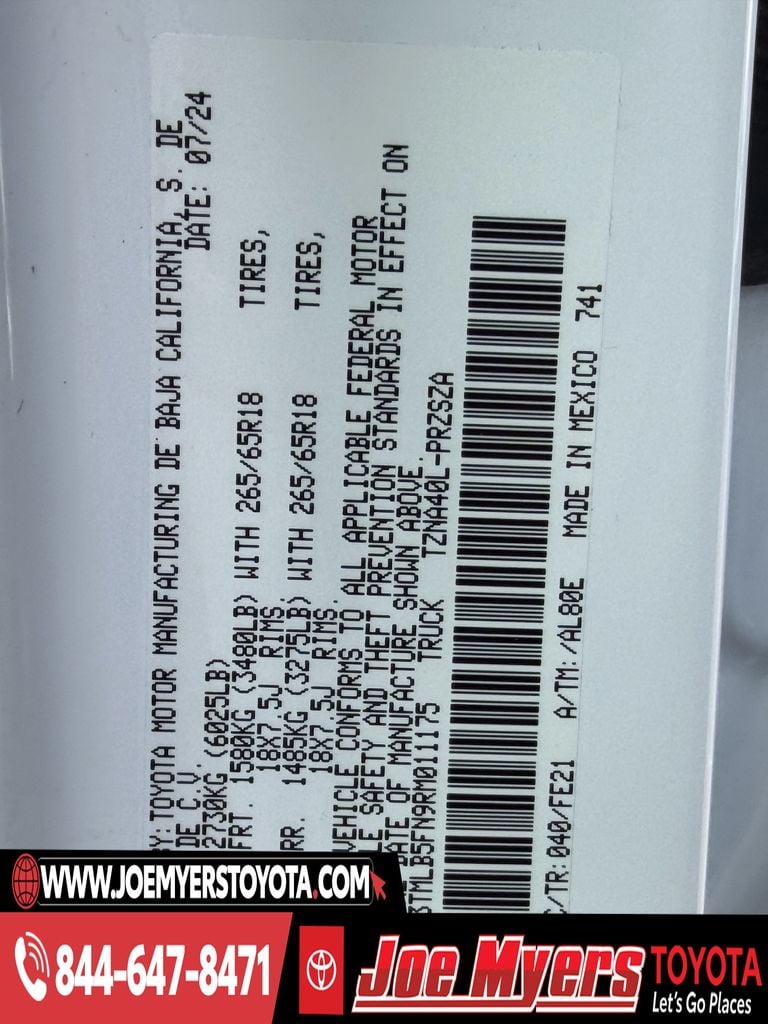 Y: TOYOTA MOTOR MANUFACTURING DE BAJA CALIFORNIA, S. DE
DE C.V. DATE: 07/24
2730KG (6025LB)
FRT. 1580KG (3480LB) WITH 265/65R18 TIRES,
18X7.5J RIMS.
RR. 1485KG (3275LB) WITH 265/65R18 TIRES,
18X7.5J RIMS.
VEHICLE CONFORMS TO ALL APPLICABLE FEDERAL MOTOR
LE SAFETY AND THEFT PREVENTION STANDARDS IN EFFECT ON
DATE OF MANUFACTURE SHOWN ABOVE.
3TMLB5FN9RM011175 TRUCK TZNA40L-PRZSZA
C/TR: 040/FE21 A/TM: /AL80E MADE IN MEXICO 741
WWW.JOEMYERSTOYOTA.COM
844-647-8471
Joe Myers TOYOTA
Let's Go Places